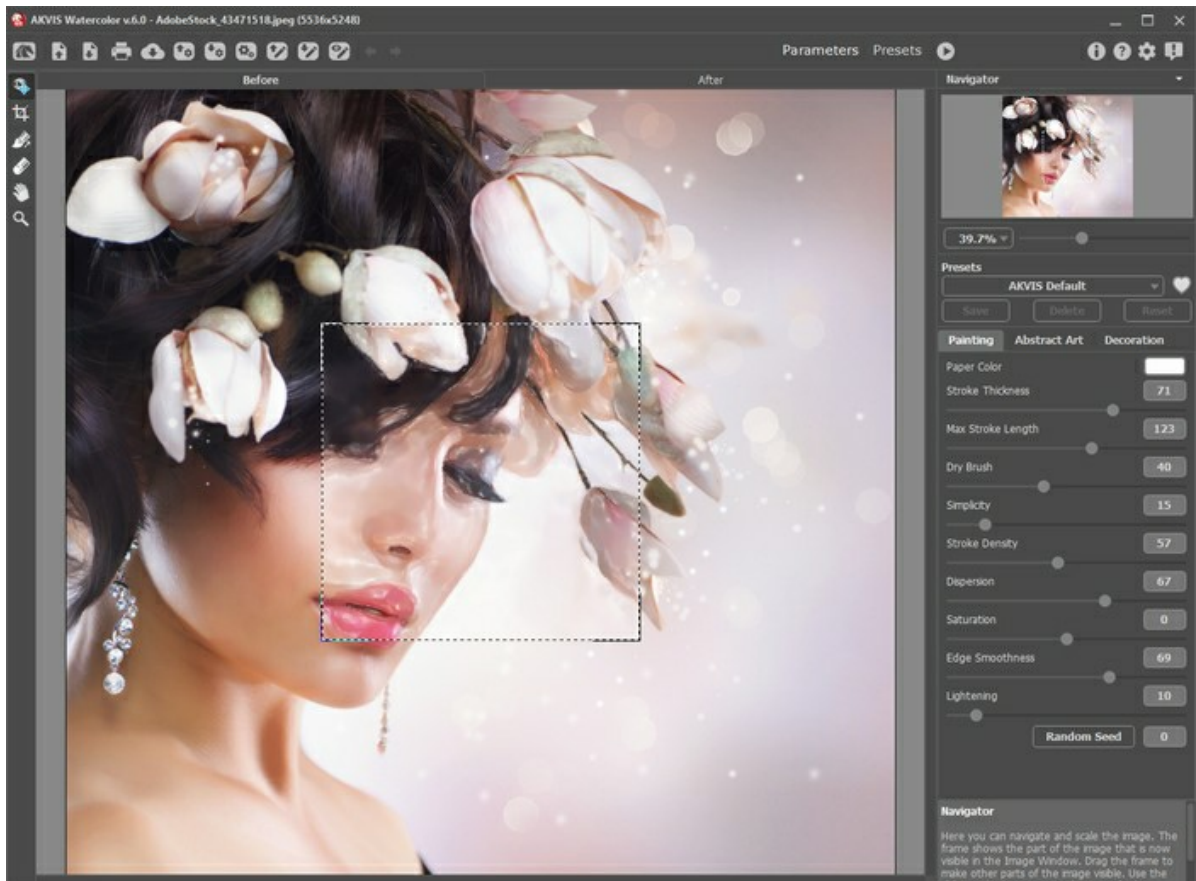 AKVIS Watercolor v.6.0 - AdobeStock_43471518.jpeg (5536x5248)
Parameters Presets
Before After
Navigator
39.7%
Presets
AKVIS Default
Save Delete Reset
Painting Abstract Art Decoration
Paper Color
Stroke Thickness 71
Max Stroke Length 123
Dry Brush 40
Simplicity 15
Stroke Density 57
Dispersion 67
Saturation 0
Edge Smoothness 69
Lightening 10
Random Seed 0
Navigator
Here you can navigate and scale the image. The
frame shows the part of the image that is now
visible in the Image Window. Drag the frame to
make other parts of the image visible. Use the